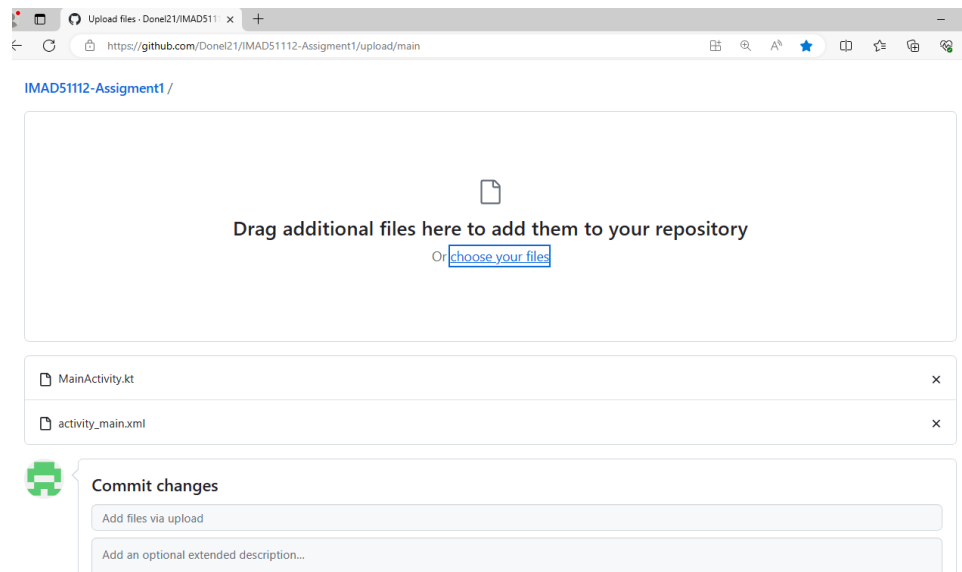 Upload files · Donel21/IMAD511
https://github.com/Donel21/IMAD51112-Assigment1/upload/main
IMAD51112-Assigment1 /
Drag additional files here to add them to your repository
Or choose your files
MainActivity.kt
activity_main.xml
Commit changes
Add files via upload
Add an optional extended description...